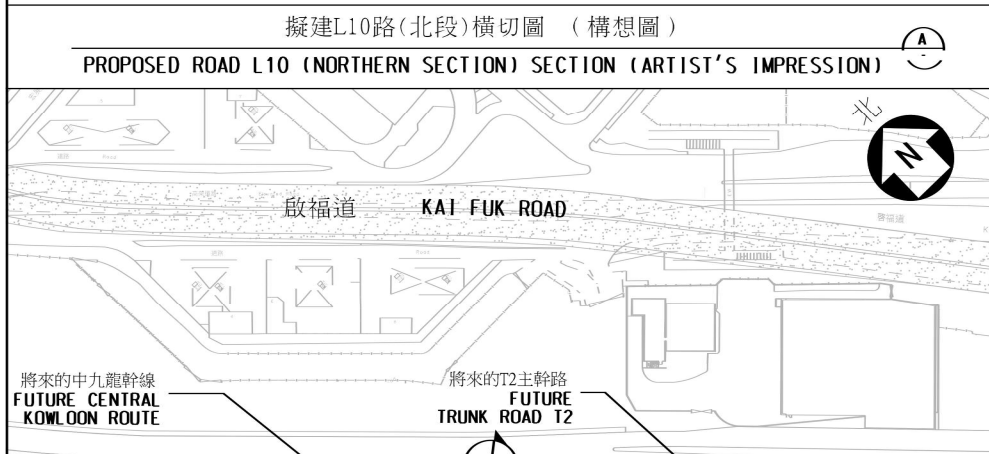 擬建L10路(北段)橫切圖 (構想圖)
A
-
PROPOSED ROAD L10 (NORTHERN SECTION) SECTION (ARTIST'S IMPRESSION)
北
N
啟福道 KAI FUK ROAD
將來的中九龍幹線
FUTURE CENTRAL
KOWLOON ROUTE
將來的T2主幹路
FUTURE
TRUNK ROAD T2